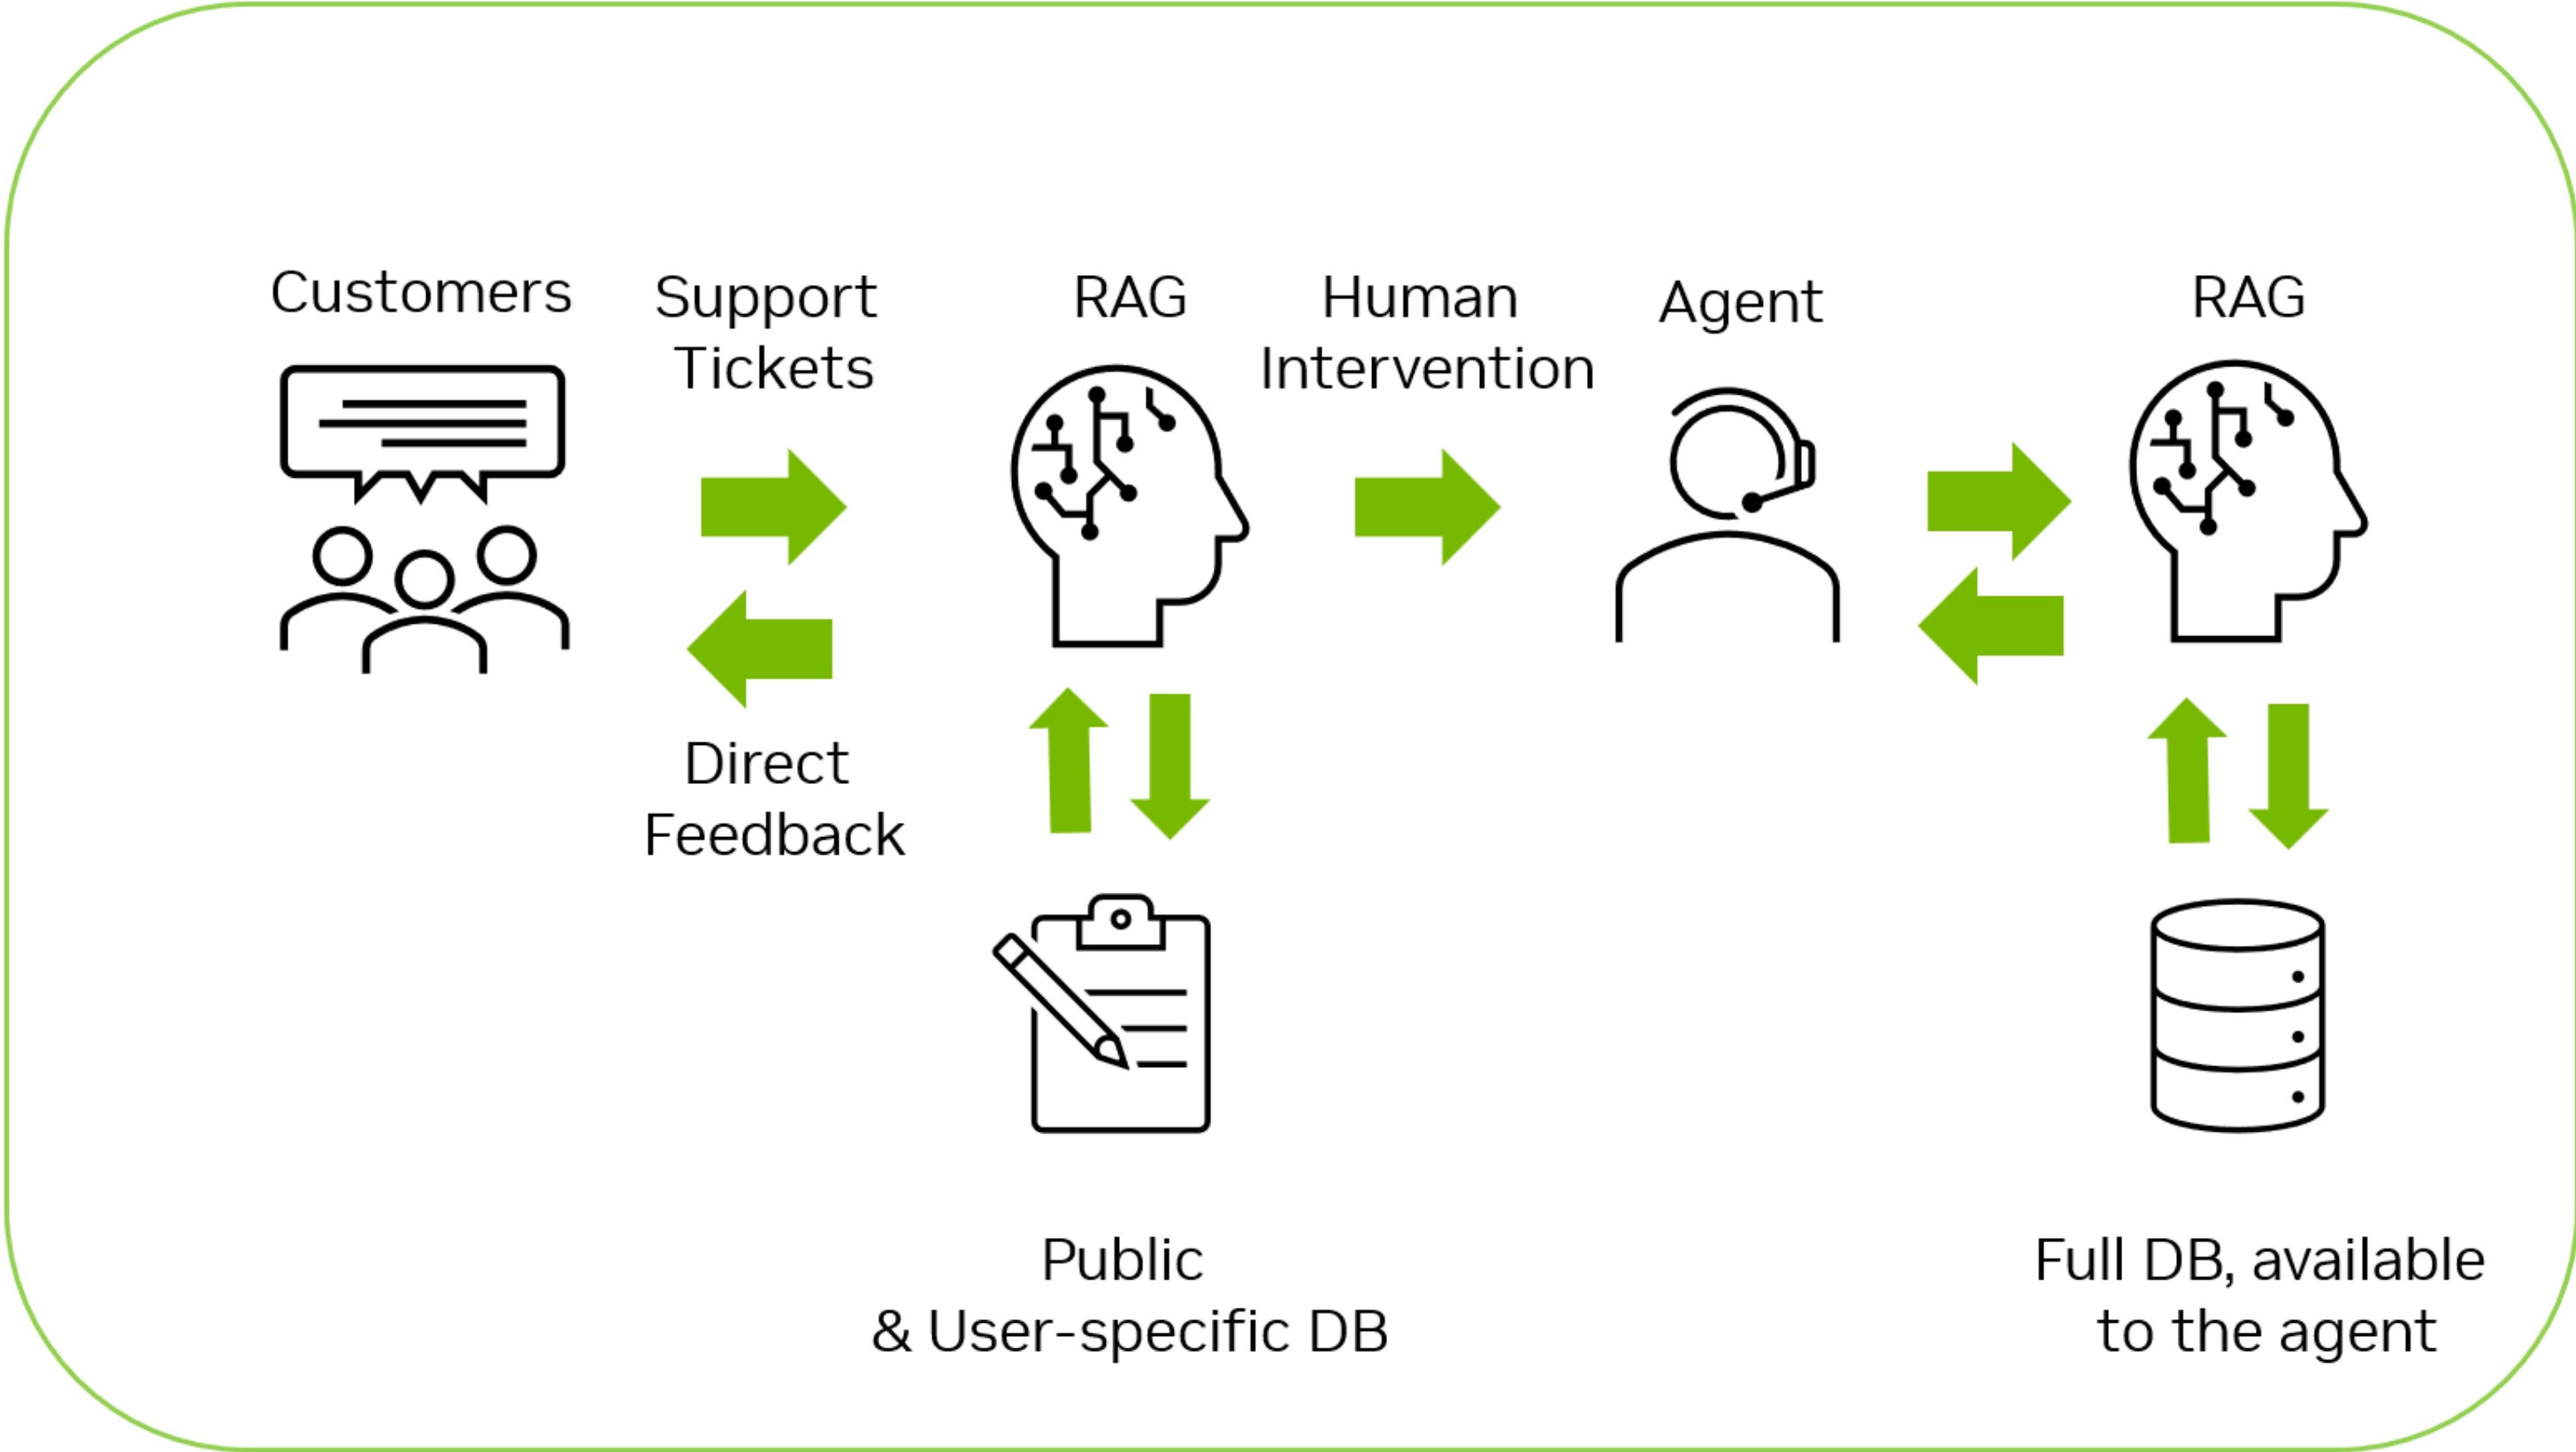 Customers
Support
Tickets
RAG
Human
Intervention
Agent
RAG
Direct
Feedback
Public
& User-specific DB
Full DB, available
to the agent